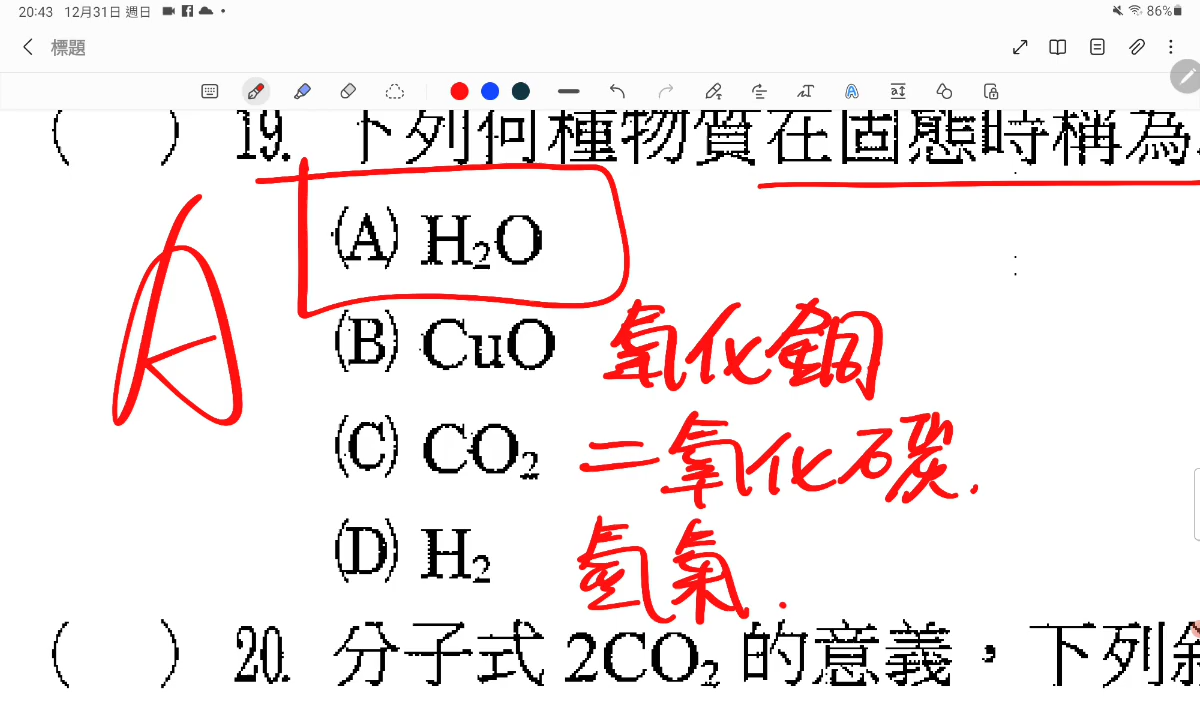 20:43 12月31日 週日 86%
標題
( ) 19. 下列何種物質在固態時稱為
A
(A) H₂O
(B) CuO 氧化銅
(C) CO₂ 二氧化碳.
(D) H₂ 氫氣.
( ) 20. 分子式 2CO₂ 的意義，下列敘